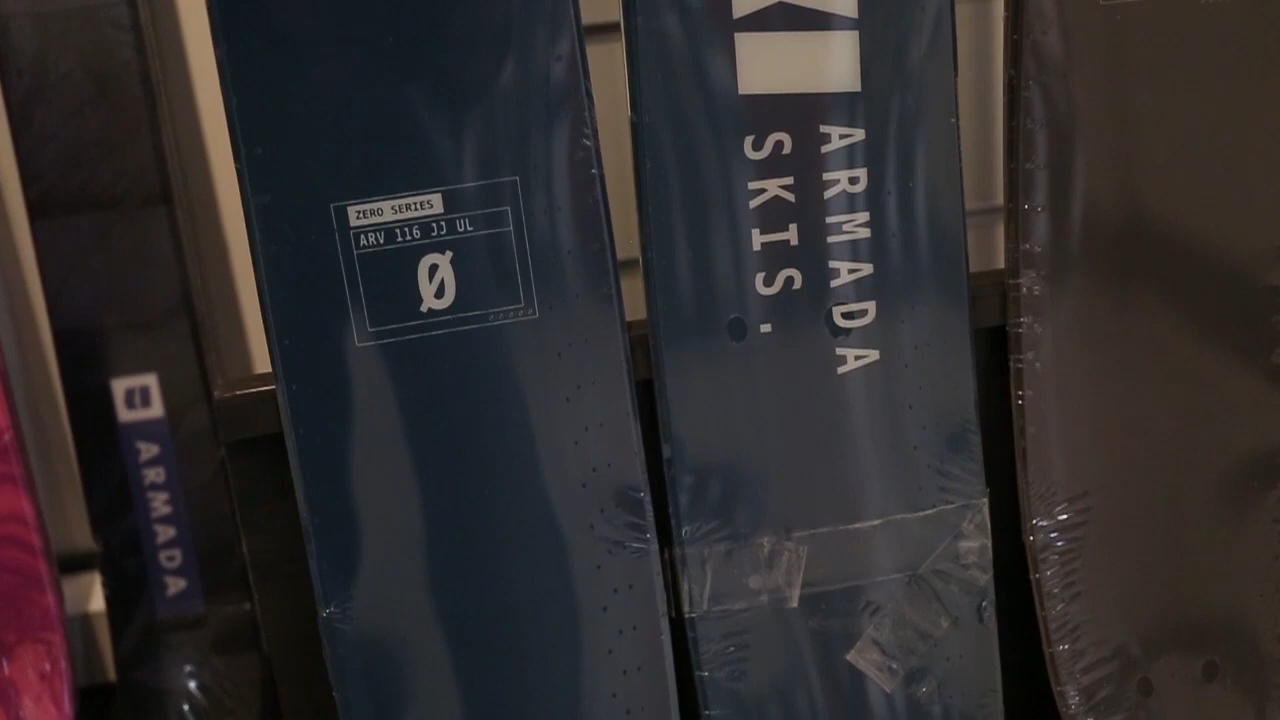 ARMADA
ZERO SERIES
ARV 116 JJ UL
Ø
ARMADA
SKIS.